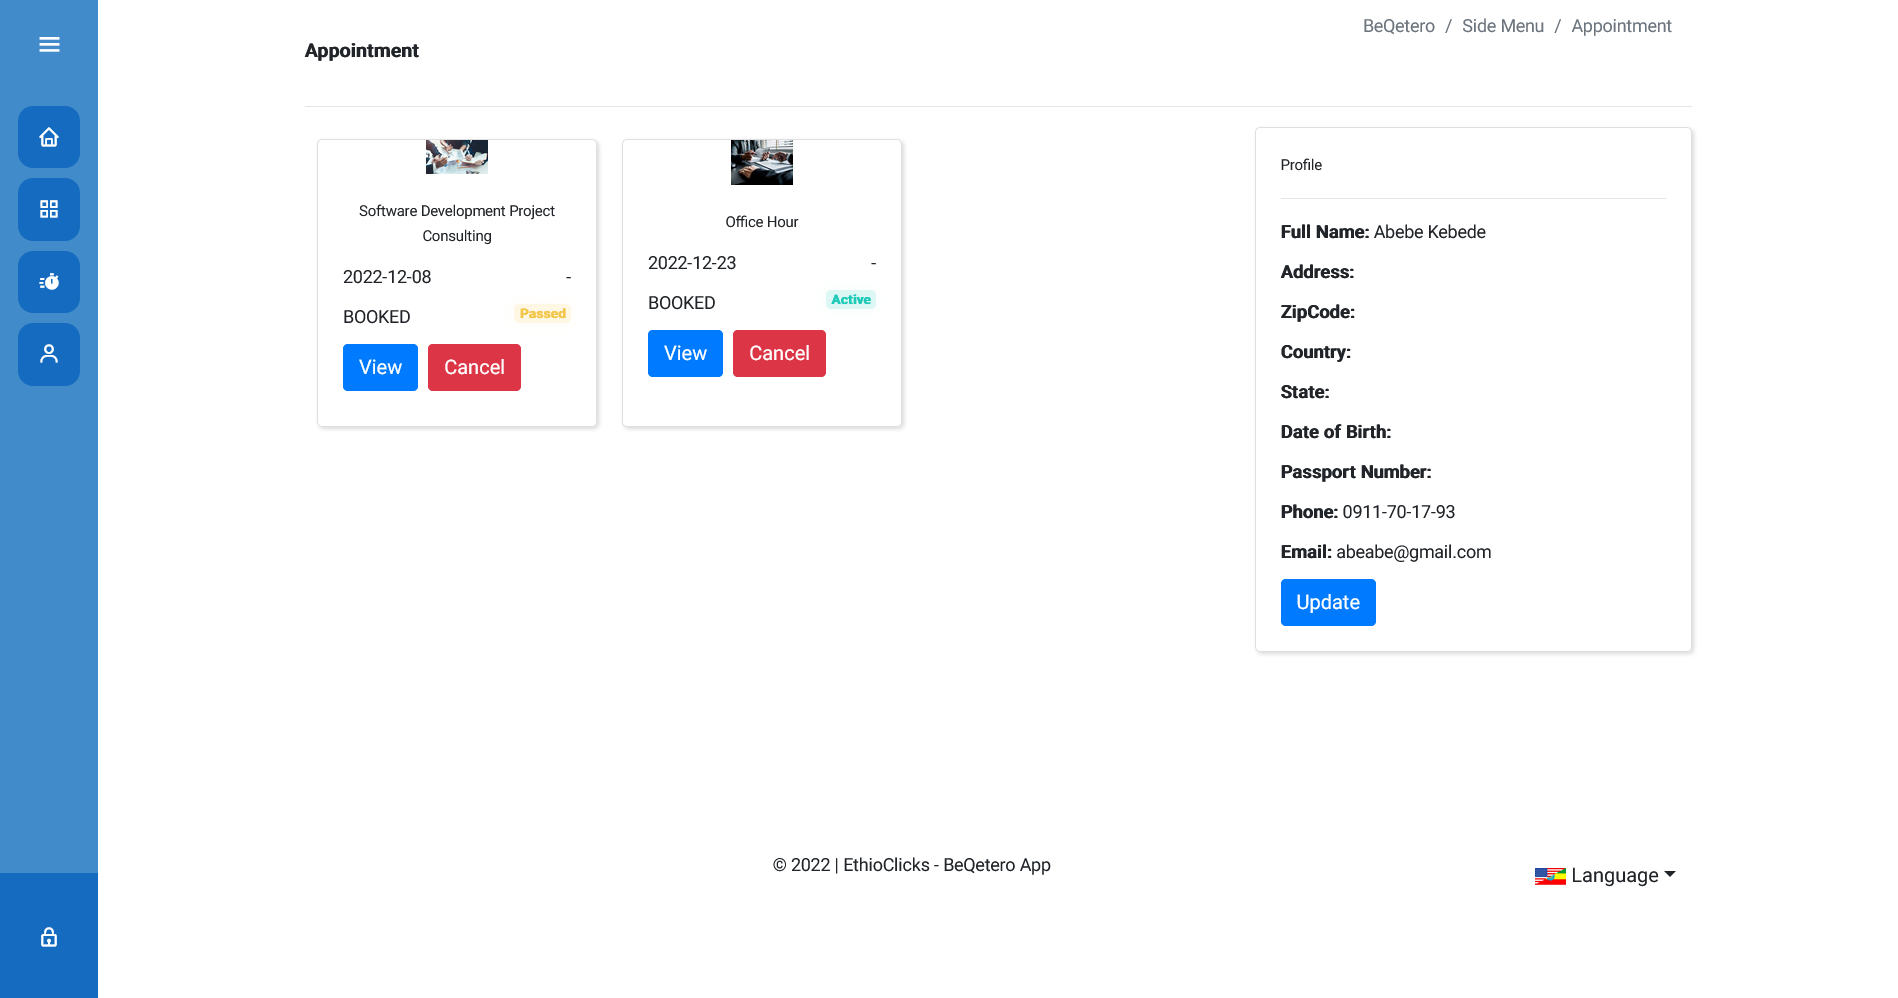 BeQetero / Side Menu / Appointment
Appointment
Software Development Project
Consulting
2022-12-08 -
BOOKED Passed
View Cancel
Office Hour
2022-12-23 -
BOOKED Active
View Cancel
Profile
Full Name: Abebe Kebede
Address:
ZipCode:
Country:
State:
Date of Birth:
Passport Number:
Phone: 0911-70-17-93
Email: abeabe@gmail.com
Update
© 2022 | EthioClicks - BeQetero App
Language